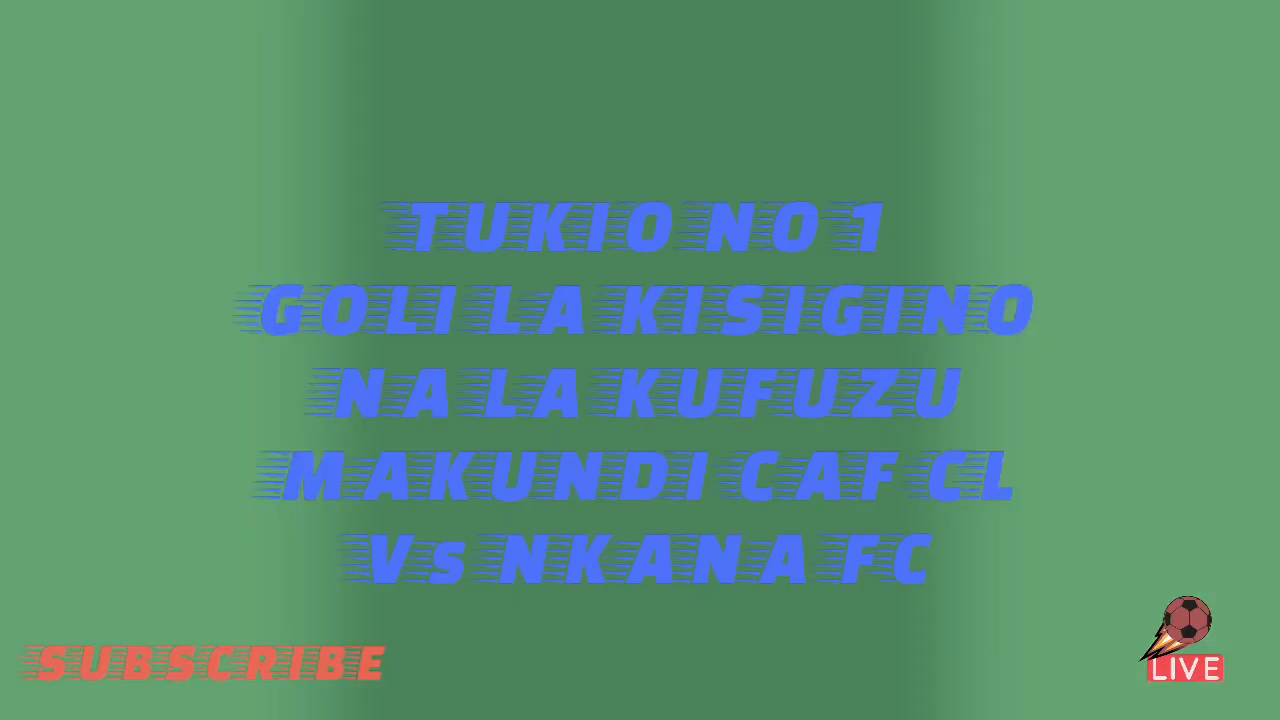 TUKIO NO 1
GOLI LA KISIGINO
NA LA KUFUZU
MAKUNDI CAF CL
Vs NKANA FC
SUBSCRIBE
LIVE